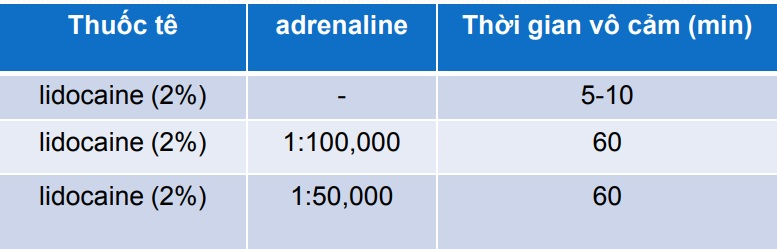 Thuốc tê adrenaline Thời gian vô cảm (min)
lidocaine (2%) - 5-10
lidocaine (2%) 1:100,000 60
lidocaine (2%) 1:50,000 60